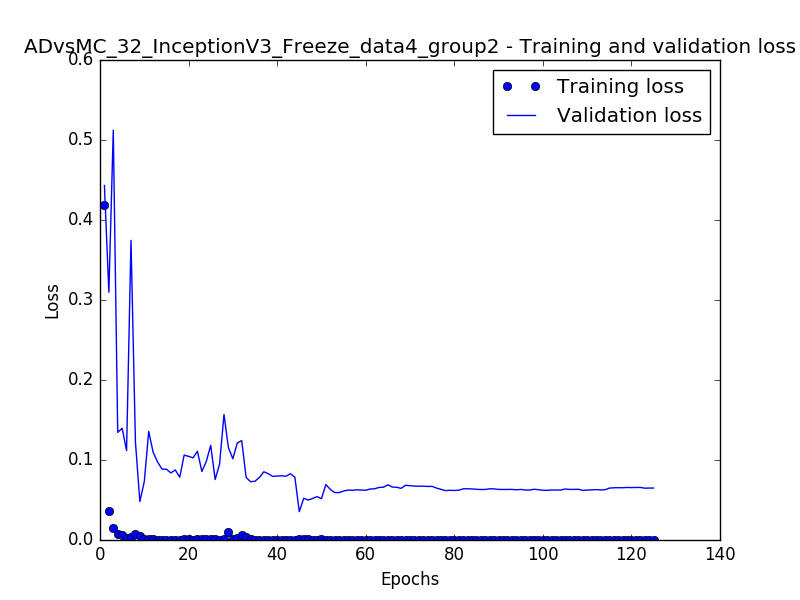 ADvsMC_32_InceptionV3_Freeze_data4_group2 - Training and validation loss
Training loss
Validation loss
0.6
0.5
0.4
0.3
0.2
0.1
0.0
Loss
0 20 40 60 80 100 120 140
Epochs